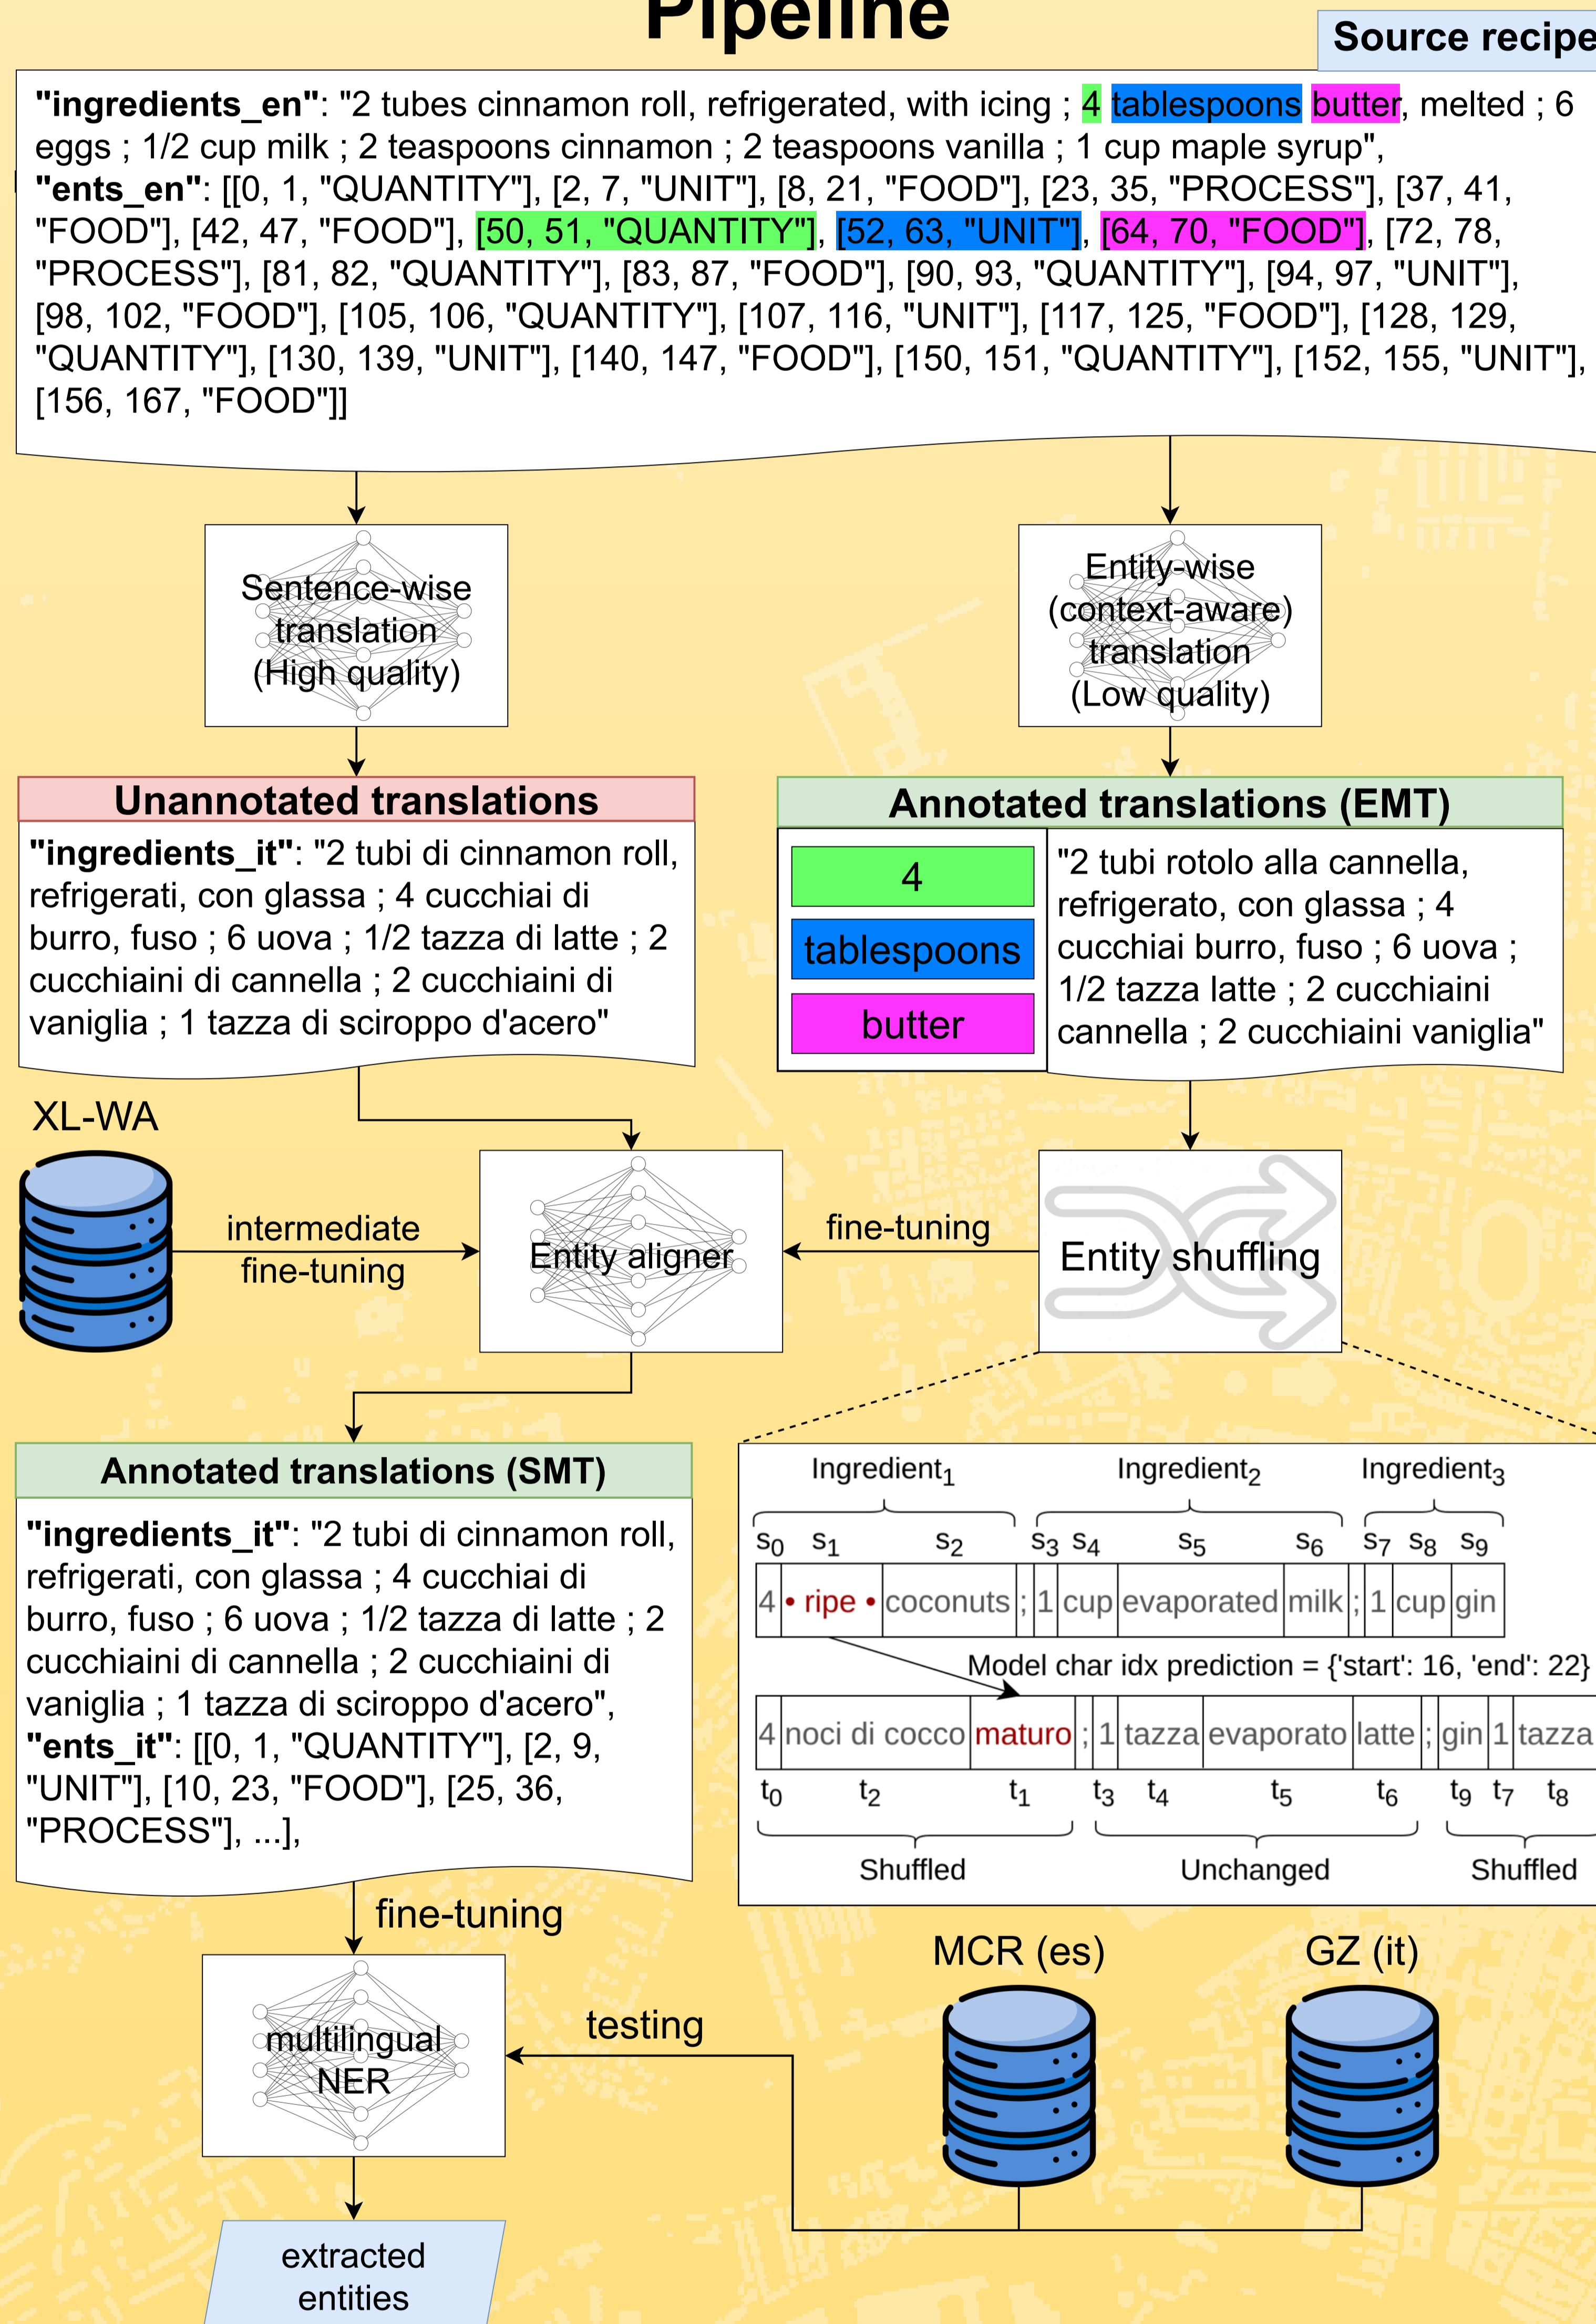 Pipeline
Source recipe
"ingredients_en": "2 tubes cinnamon roll, refrigerated, with icing ; 4 tablespoons butter, melted ; 6
eggs ; 1/2 cup milk ; 2 teaspoons cinnamon ; 2 teaspoons vanilla ; 1 cup maple syrup",
"ents_en": [[0, 1, "QUANTITY"], [2, 7, "UNIT"], [8, 21, "FOOD"], [23, 35, "PROCESS"], [37, 41,
"FOOD"], [42, 47, "FOOD"], [50, 51, "QUANTITY"], [52, 63, "UNIT"], [64, 70, "FOOD"], [72, 78,
"PROCESS"], [81, 82, "QUANTITY"], [83, 87, "FOOD"], [90, 93, "QUANTITY"], [94, 97, "UNIT"],
[98, 102, "FOOD"], [105, 106, "QUANTITY"], [107, 116, "UNIT"], [117, 125, "FOOD"], [128, 129,
"QUANTITY"], [130, 139, "UNIT"], [140, 147, "FOOD"], [150, 151, "QUANTITY"], [152, 155, "UNIT"],
[156, 167, "FOOD"]]
Sentence-wise
translation
(High quality)
Entity-wise
(context-aware)
translation
(Low quality)
Unannotated translations
"ingredients_it": "2 tubi di cinnamon roll,
refrigerati, con glassa ; 4 cucchiai di
burro, fuso ; 6 uova ; 1/2 tazza di latte ; 2
cucchiaini di cannella ; 2 cucchiaini di
vaniglia ; 1 tazza di sciroppo d'acero"
Annotated translations (EMT)
4
tablespoons
butter
"2 tubi rotolo alla cannella,
refrigerato, con glassa ; 4
cucchiai burro, fuso ; 6 uova ;
1/2 tazza latte ; 2 cucchiaini
cannella ; 2 cucchiaini vaniglia"
XL-WA
intermediate
fine-tuning
Entity aligner
fine-tuning
Entity shuffling
Annotated translations (SMT)
"ingredients_it": "2 tubi di cinnamon roll,
refrigerati, con glassa ; 4 cucchiai di
burro, fuso ; 6 uova ; 1/2 tazza di latte ; 2
cucchiaini di cannella ; 2 cucchiaini di
vaniglia ; 1 tazza di sciroppo d'acero",
"ents_it": [[0, 1, "QUANTITY"], [2, 9,
"UNIT"], [10, 23, "FOOD"], [25, 36,
"PROCESS"], ...],
Ingredient1 Ingredient2 Ingredient3
s0 s1 s2 s3 s4 s5 s6 s7 s8 s9
4 • ripe • coconuts ; 1 cup evaporated milk ; 1 cup gin
Model char idx prediction = {'start': 16, 'end': 22}
4 noci di cocco maturo ; 1 tazza evaporato latte ; gin 1 tazza
t0 t2 t1 t3 t4 t5 t6 t9 t7 t8
Shuffled Unchanged Shuffled
fine-tuning
multilingual
NER
testing
MCR (es)
GZ (it)
extracted
entities